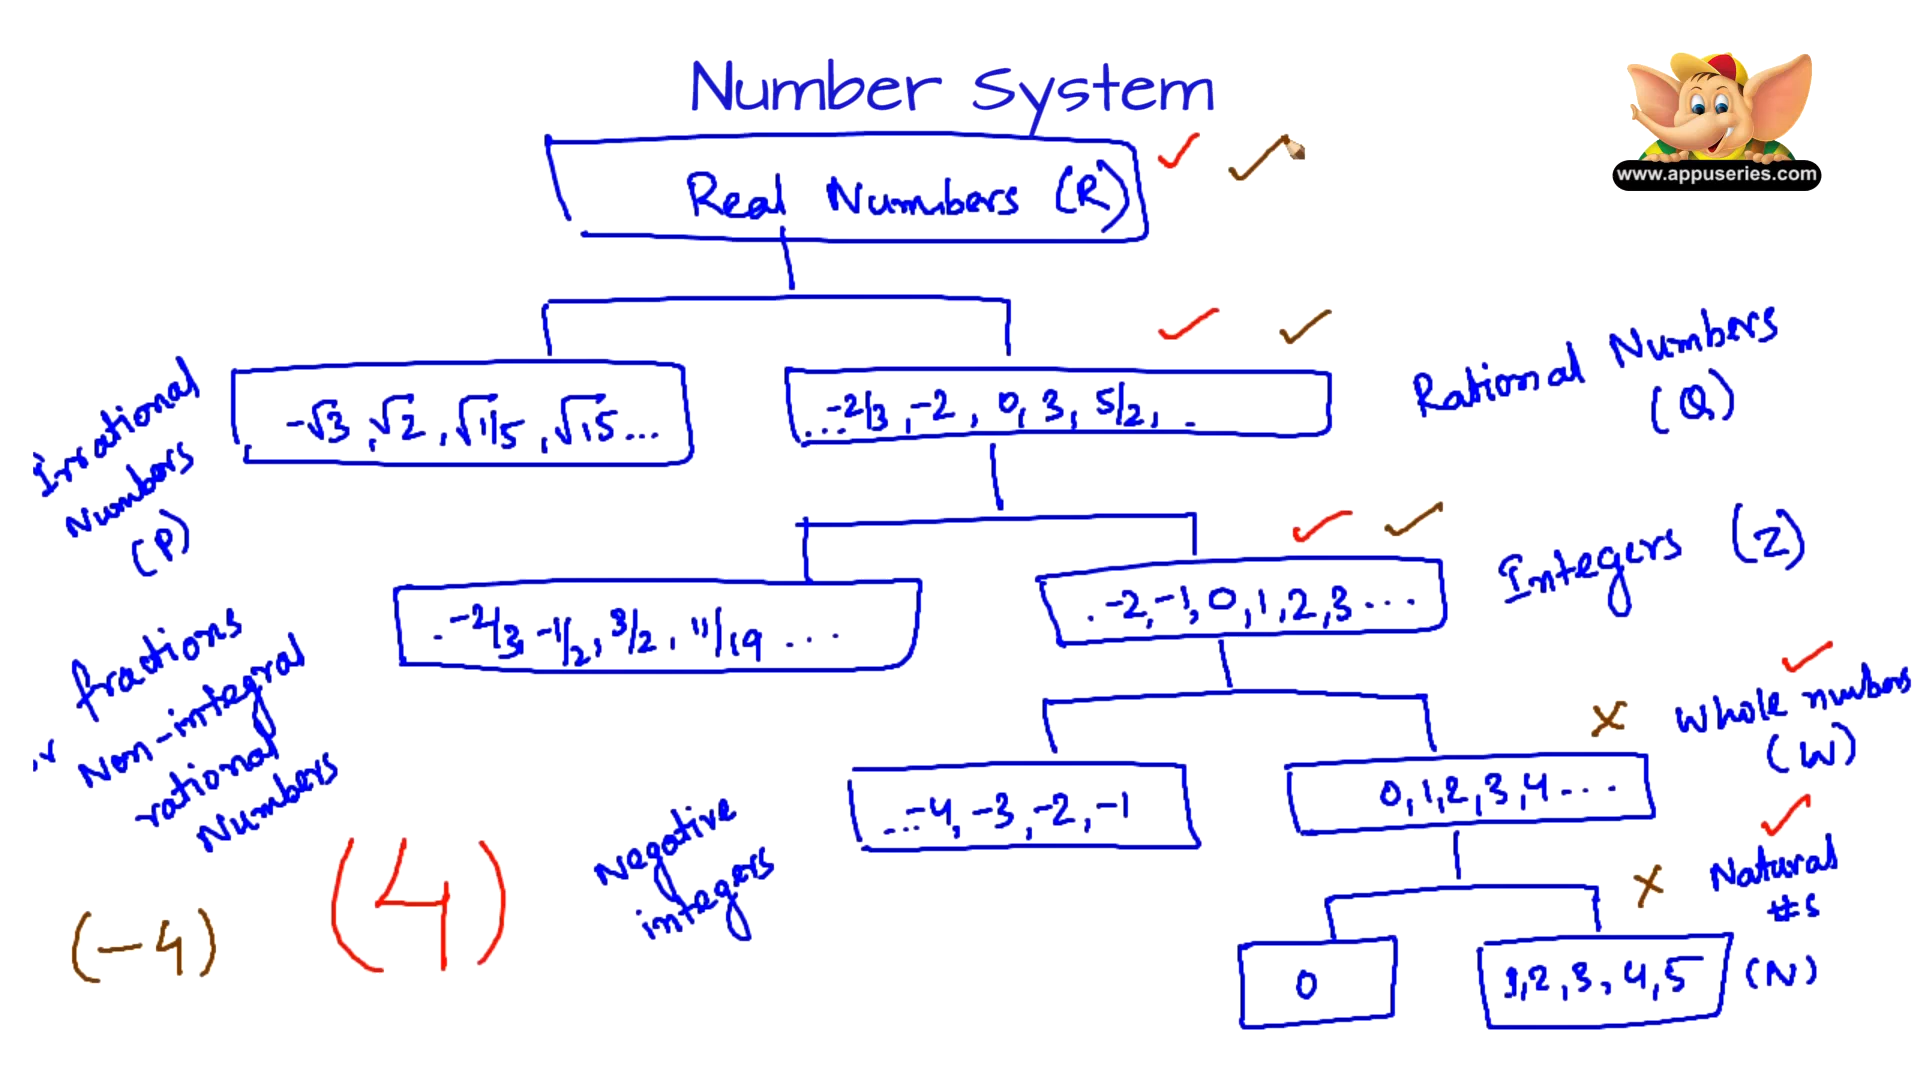 Number System
www.appuseries.com
Real Numbers (R)
Irrational
Numbers
(P)
-√3, √2, √1/5, √15...
...-2/3, -2, 0, 3, 5/2, .
Rational Numbers
(Q)
fractions
Non-integral
rational
Numbers
. -2/3, -1/2, 3/2, 11/19 ...
. -2, -1, 0, 1, 2, 3 ...
Integers (Z)
Negative
integers
...-4, -3, -2, -1
0, 1, 2, 3, 4 ...
Whole numbers
(W)
Natural
#s
(N)
0
1, 2, 3, 4, 5
(-4)
(4)